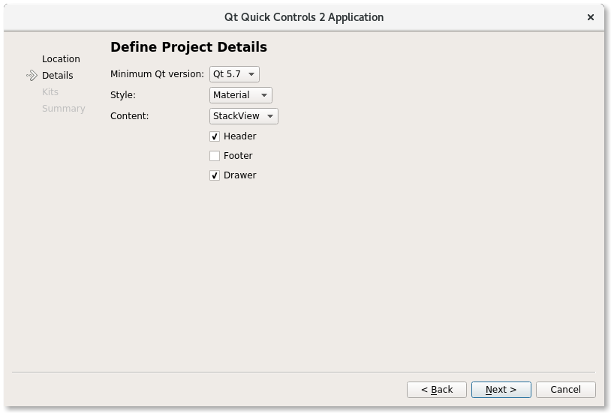 Qt Quick Controls 2 Application
Define Project Details
Location
Details
Kits
Summary
Minimum Qt version: Qt 5.7
Style: Material
Content: StackView
Header
Footer
Drawer
< Back Next > Cancel